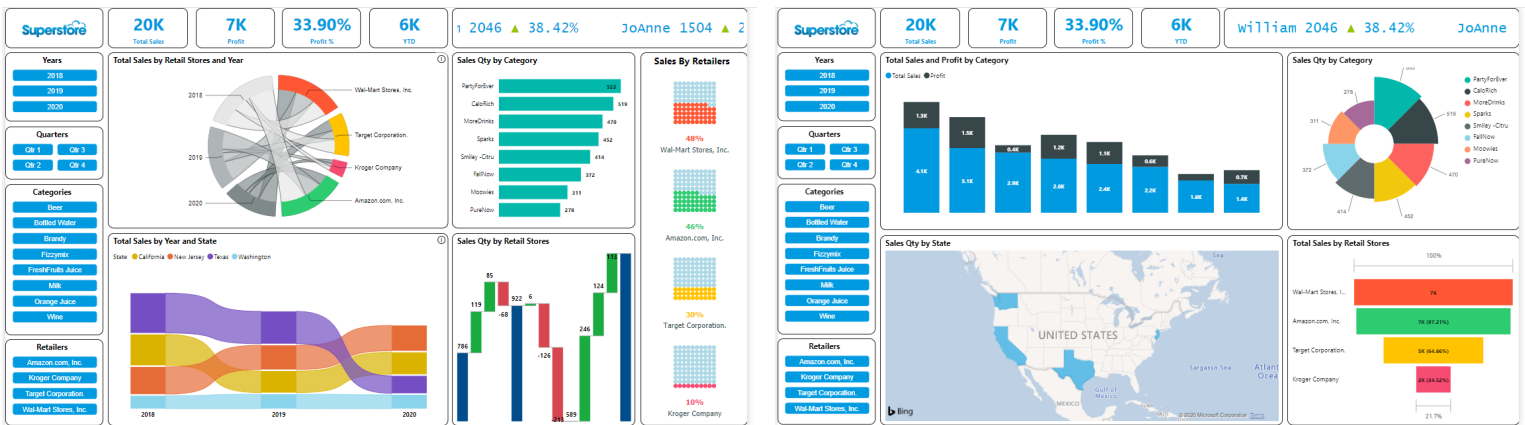 Superstore
20K
Total Sales
7K
Profit
33.90%
Profit %
6K
YTD
2046 ▲ 38.42% JoAnne 1504 ▲
Years
2018
2019
2020
Quarters
Qtr 1 Qtr 3
Qtr 2 Qtr 4
Categories
Beer
Bottled Water
Brandy
Fizzymix
FreshFruits Juice
Milk
Orange Juice
Wine
Retailers
Amazon.com, Inc.
Kroger Company
Target Corporation
Wal-Mart Stores, Inc.
Total Sales by Retail Stores and Year
2018
Wal-Mart Stores, Inc.
Target Corporation.
2019
Kroger Company
2020
Amazon.com, Inc.
Total Sales by Year and State
State California New Jersey Texas Washington
2018 2019 2020
Sales Qty by Category
PartyForEver 553
CaloRich 519
MoreDrinks 470
Sparks 452
Smiley -Citru 414
FallNow 372
Mowies 311
PureNow 278
Sales Qty by Retail Stores
786
119
85
-68
922
6
-126
-213
589
246
124
113
Sales By Retailers
48%
Wal-Mart Stores, Inc.
46%
Amazon.com, Inc.
30%
Target Corporation.
10%
Kroger Company
Superstore
20K
Total Sales
7K
Profit
33.90%
Profit %
6K
YTD
William 2046 ▲ 38.42% JoAnne
Years
2018
2019
2020
Quarters
Qtr 1 Qtr 3
Qtr 2 Qtr 4
Categories
Beer
Bottled Water
Brandy
Fizzymix
FreshFruits Juice
Milk
Orange Juice
Wine
Retailers
Amazon.com, Inc.
Kroger Company
Target Corporation
Wal-Mart Stores, Inc.
Total Sales and Profit by Category
Total Sales Profit
1.3K
4.1K
1.5K
3.1K
0.4K
2.9K
1.2K
2.6K
1.1K
2.4K
0.6K
2.2K
1.6K
0.7K
1.4K
Sales Qty by Category
278
311
372
414
452
470
519
PartyForEver
CaloRich
MoreDrinks
Sparks
Smiley -Citru
FallNow
Moowies
PureNow
Sales Qty by State
UNITED STATES
MEXICO
Gulf of
Mexico
Sargasso Sea
Sea
Atlant
Ocea
Bing
© 2020 Microsoft Corporation Terms
Total Sales by Retail Stores
100%
Wal-Mart Stores, I...
7K
Amazon.com, Inc.
7K (97.21%)
Target Corporation.
5K (64.66%)
Kroger Company
2K (34.52%)
21.7%